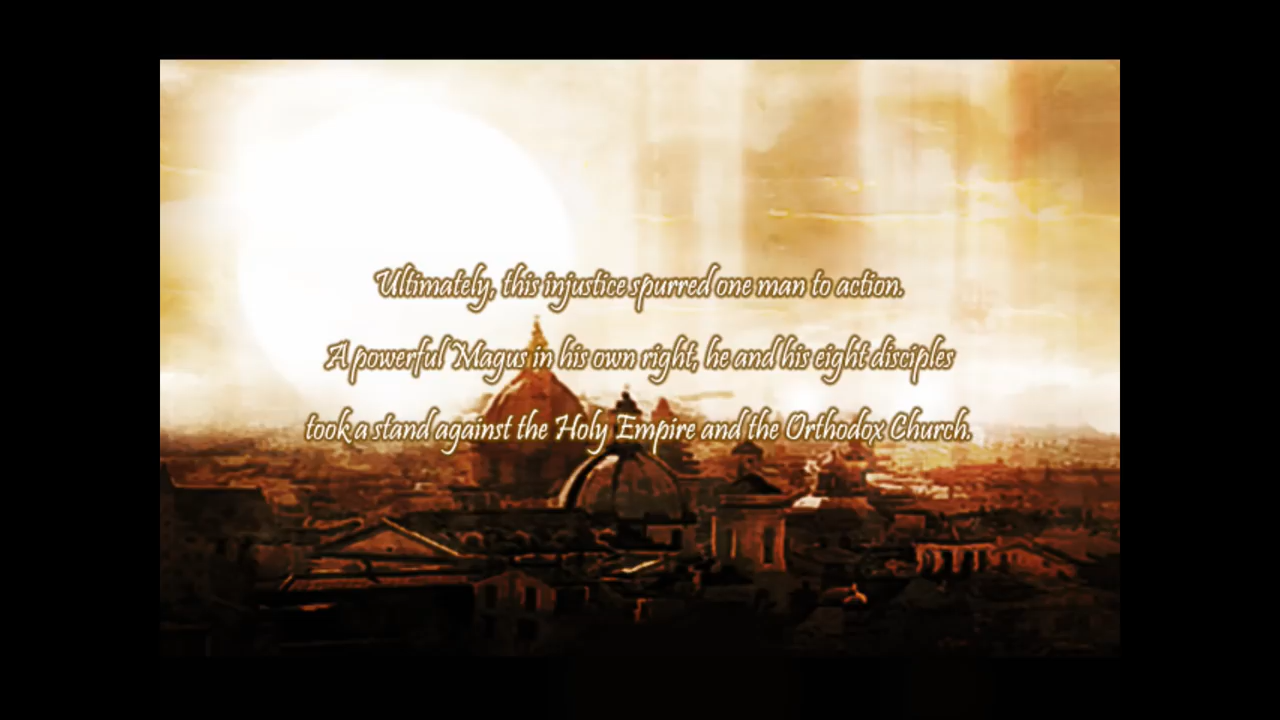 Ultimately, this injustice spurred one man to action.
A powerful Magus in his own right, he and his eight disciples
took a stand against the Holy Empire and the Orthodox Church.